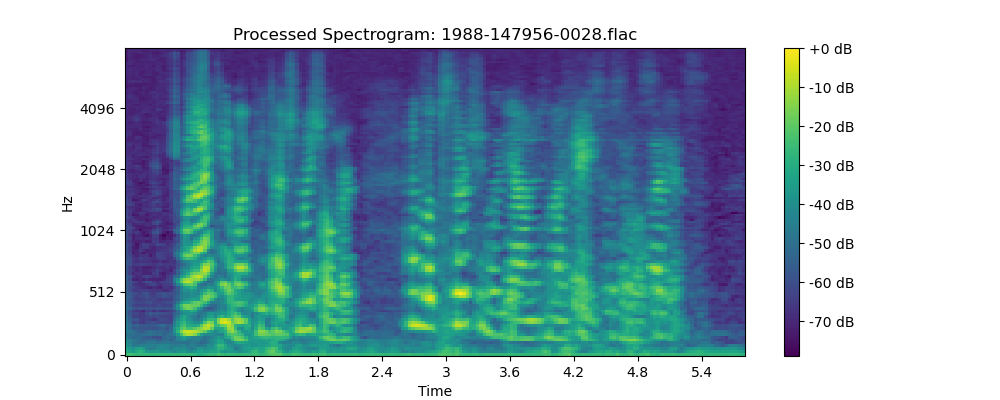 Processed Spectrogram: 1988-147956-0028.flac
+0 dB
-10 dB
-20 dB
-30 dB
-40 dB
-50 dB
-60 dB
-70 dB
4096
2048
1024
512
0
Hz
0 0.6 1.2 1.8 2.4 3 3.6 4.2 4.8 5.4
Time